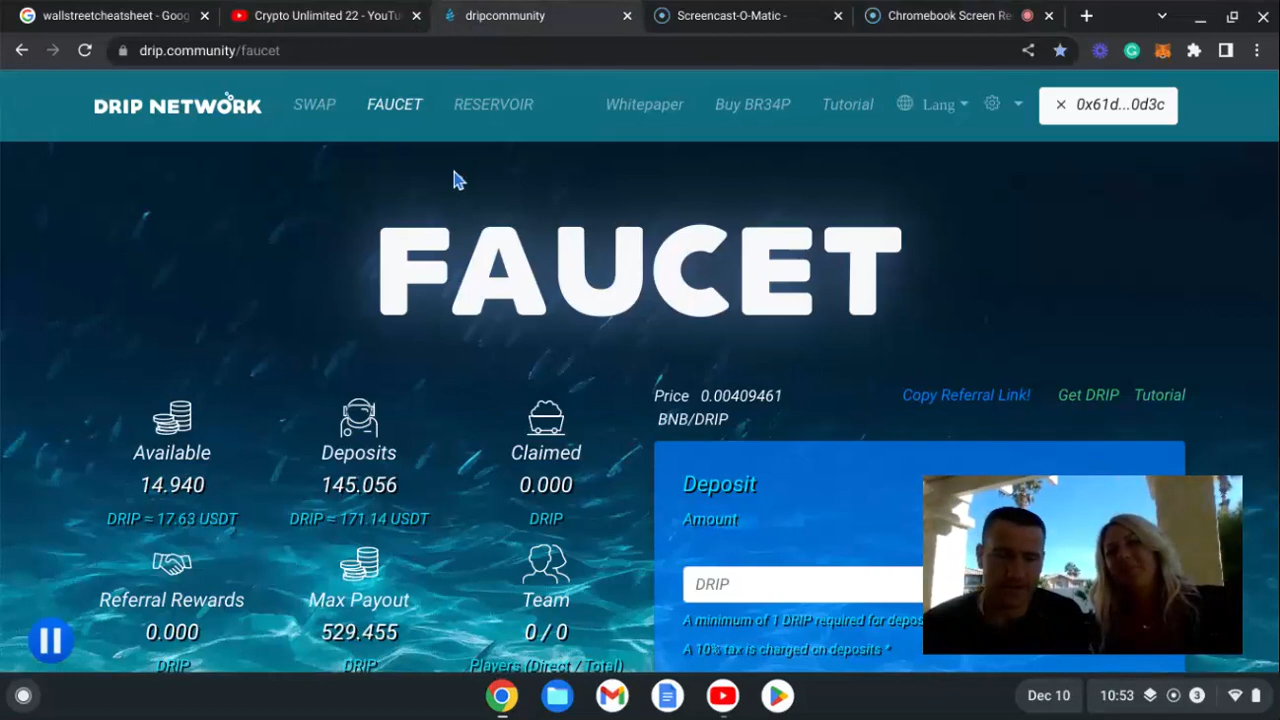 wallstreetcheatsheet - Goog
Crypto Unlimited 22 - YouTu
dripcommunity
Screencast-O-Matic -
Chromebook Screen Re
drip.community/faucet
DRIP NETWORK
SWAP
FAUCET
RESERVOIR
Whitepaper
Buy BR34P
Tutorial
Lang
0x61d...0d3c
FAUCET
Price 0.00409461
BNB/DRIP
Copy Referral Link!
Get DRIP
Tutorial
Available
14.940
DRIP ≈ 17.63 USDT
Deposits
145.056
DRIP ≈ 171.14 USDT
Claimed
0.000
DRIP
Referral Rewards
0.000
DRIP
Max Payout
529.455
DRIP
Team
0 / 0
Players (Direct / Total)
Deposit
Amount
DRIP
A minimum of 1 DRIP required for depos
A 10% tax is charged on deposits *
Dec 10
10:53
3